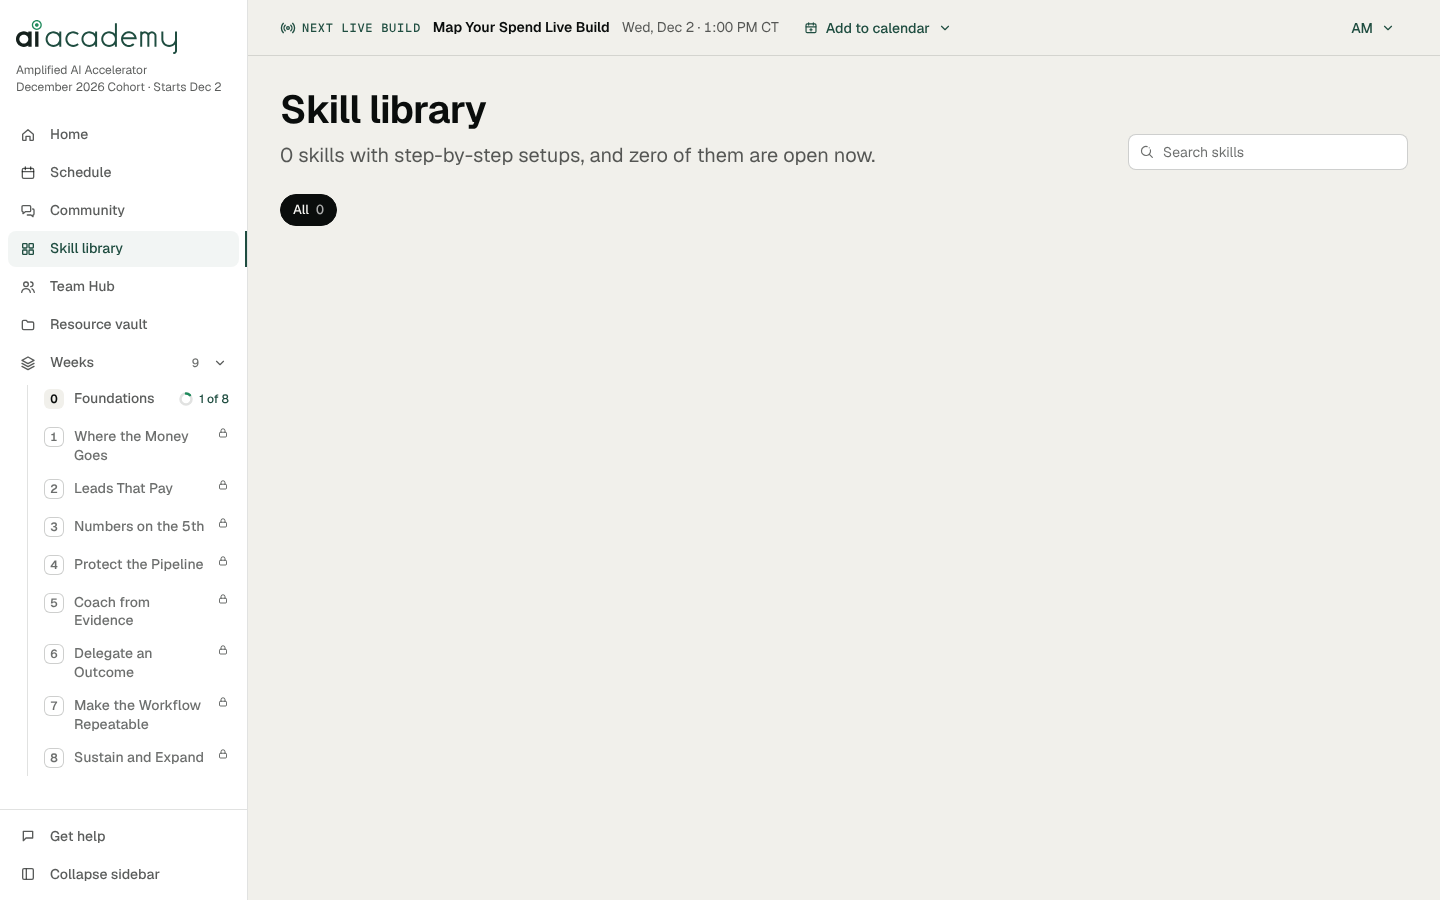 ai academy
Amplified AI Accelerator
December 2026 Cohort · Starts Dec 2
Home
Schedule
Community
Skill library
Team Hub
Resource vault
Weeks 9
0 Foundations 1 of 8
1 Where the Money
Goes
2 Leads That Pay
3 Numbers on the 5th
4 Protect the Pipeline
5 Coach from
Evidence
6 Delegate an
Outcome
7 Make the Workflow
Repeatable
8 Sustain and Expand
Get help
Collapse sidebar
NEXT LIVE BUILD Map Your Spend Live Build Wed, Dec 2 · 1:00 PM CT Add to calendar AM
Skill library
0 skills with step-by-step setups, and zero of them are open now.
Search skills
All 0